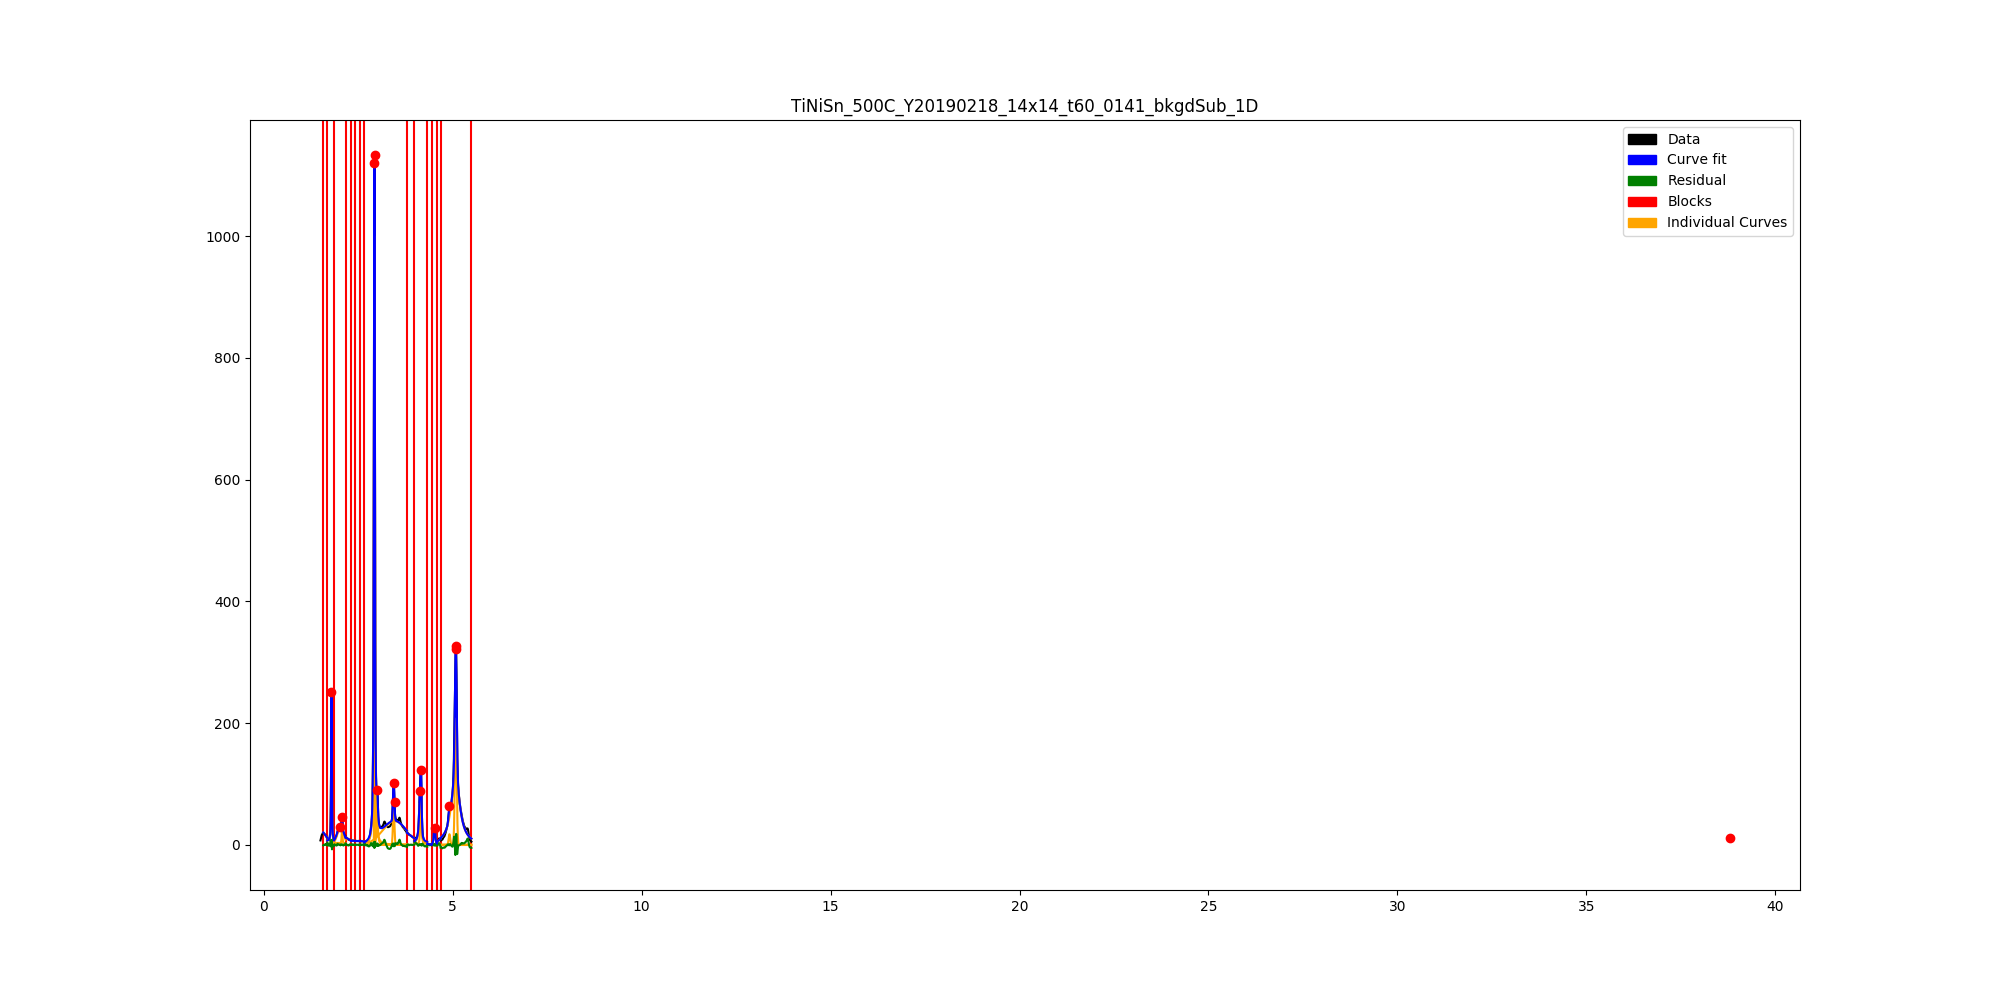 TiNiSn_500C_Y20190218_14x14_t60_0141_bkgdSub_1D
Data
Curve fit
Residual
Blocks
Individual Curves
1000
800
600
400
200
0
0 5 10 15 20 25 30 35 40